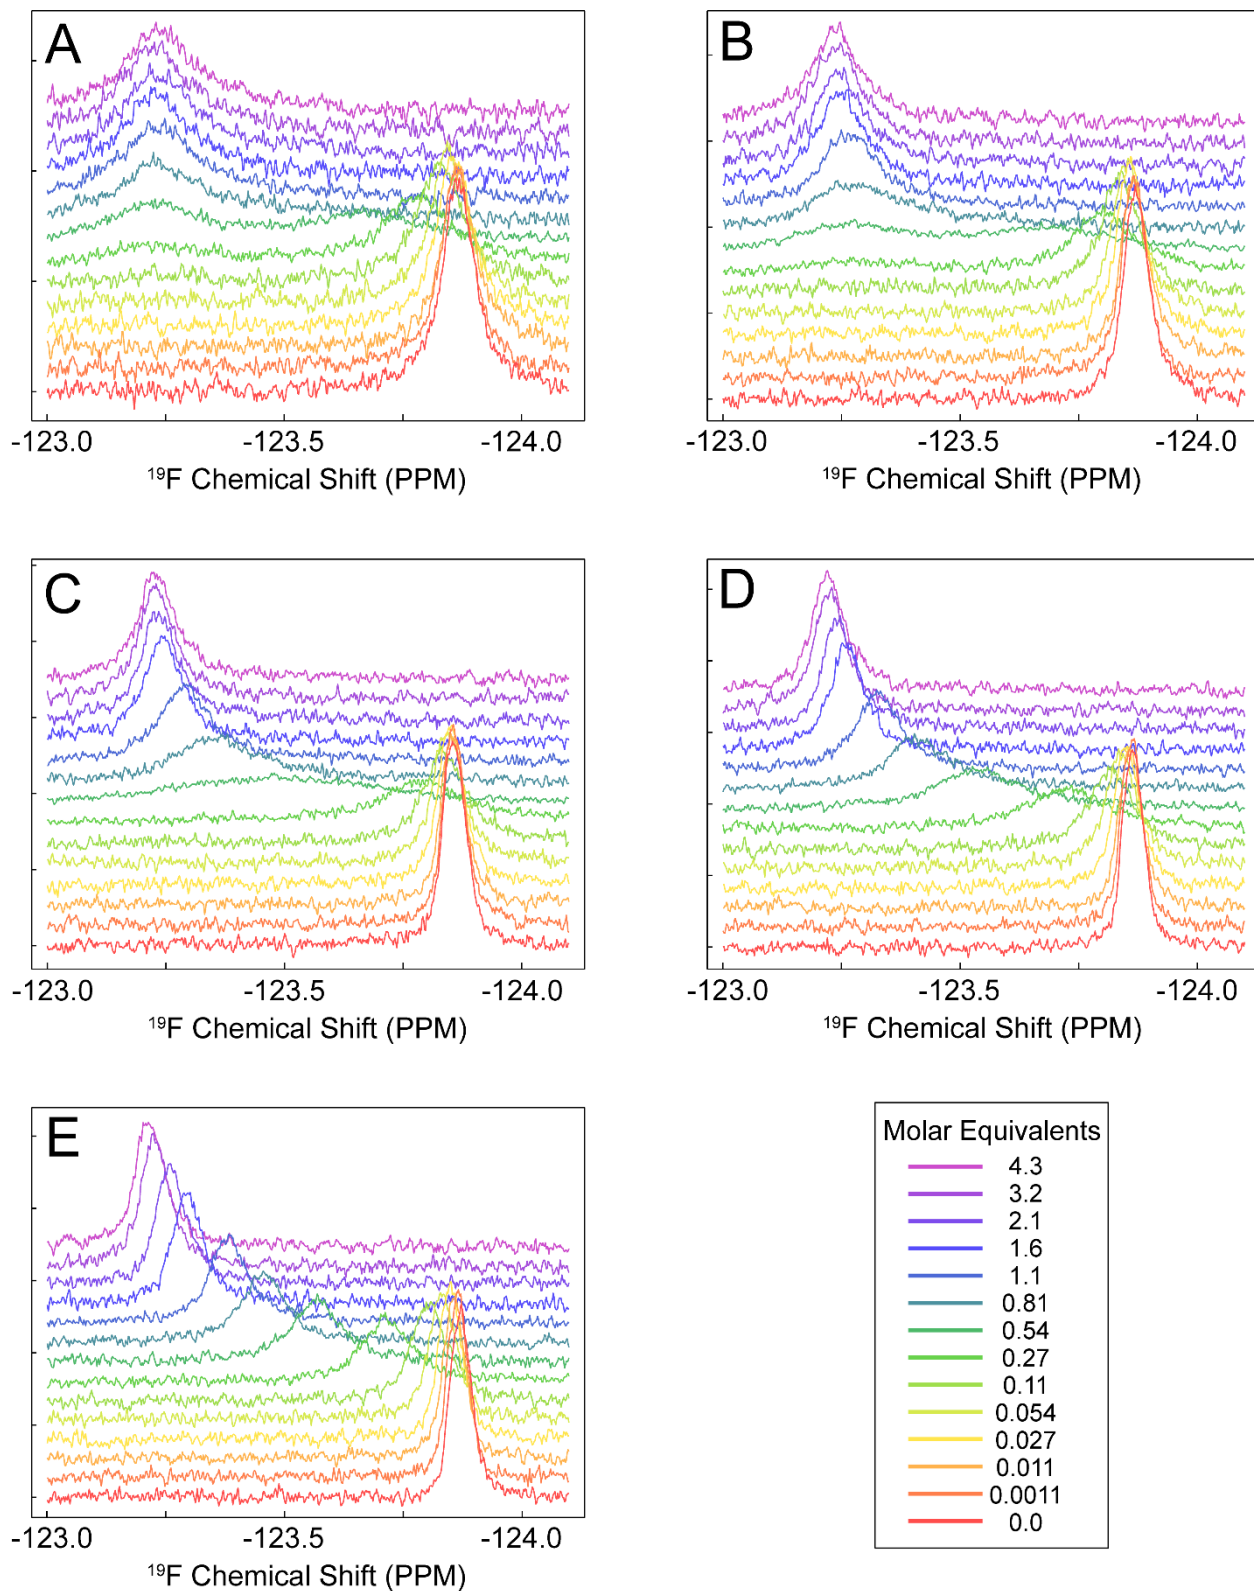 A
-123.0 -123.5 -124.0
¹⁹F Chemical Shift (PPM)
B
-123.0 -123.5 -124.0
¹⁹F Chemical Shift (PPM)
C
-123.0 -123.5 -124.0
¹⁹F Chemical Shift (PPM)
D
-123.0 -123.5 -124.0
¹⁹F Chemical Shift (PPM)
E
-123.0 -123.5 -124.0
¹⁹F Chemical Shift (PPM)
Molar Equivalents
4.3
3.2
2.1
1.6
1.1
0.81
0.54
0.27
0.11
0.054
0.027
0.011
0.0011
0.0